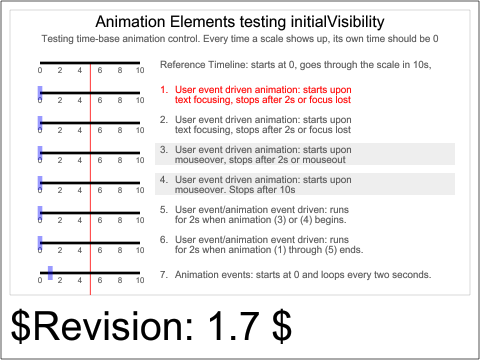 Animation Elements testing initialVisibility
Testing time-base animation control. Every time a scale shows up, its own time should be 0
0 2 4 6 8 10
Reference Timeline: starts at 0, goes through the scale in 10s,
0 2 4 6 8 10
1. User event driven animation: starts upon
text focusing, stops after 2s or focus lost
0 2 4 6 8 10
2. User event driven animation: starts upon
text focusing, stops after 2s or focus lost
0 2 4 6 8 10
3. User event driven animation: starts upon
mouseover, stops after 2s or mouseout
0 2 4 6 8 10
4. User event driven animation: starts upon
mouseover. Stops after 10s
0 2 4 6 8 10
5. User event/animation event driven: runs
for 2s when animation (3) or (4) begins.
0 2 4 6 8 10
6. User event/animation event driven: runs
for 2s when animation (1) through (5) ends.
0 2 4 6 8 10
7. Animation events: starts at 0 and loops every two seconds.
$Revision: 1.7 $